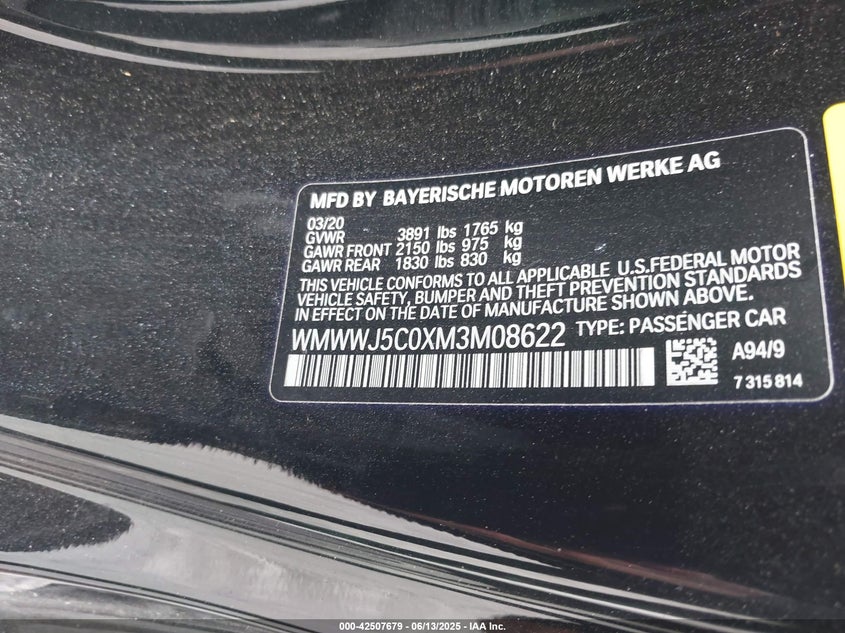 MFD BY BAYERISCHE MOTOREN WERKE AG
03/20
GVWR 3891 lbs 1765 kg
GAWR FRONT 2150 lbs 975 kg
GAWR REAR 1830 lbs 830 kg
THIS VEHICLE CONFORMS TO ALL APPLICABLE U.S.FEDERAL MOTOR
VEHICLE SAFETY, BUMPER AND THEFT PREVENTION STANDARDS
IN EFFECT ON THE DATE OF MANUFACTURE SHOWN ABOVE.
WMWWJ5C0XM3M08622 TYPE: PASSENGER CAR
A94/9
7 315 814
000-42507679 - 06/13/2025 - IAA Inc.